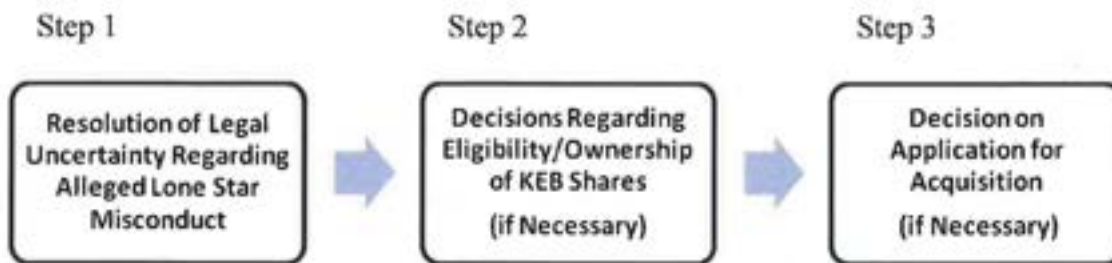 Step 1
Step 2
Step 3
Resolution of Legal
Uncertainty Regarding
Alleged Lone Star
Misconduct
Decisions Regarding
Eligibility/Ownership
of KEB Shares
(if Necessary)
Decision on
Application for
Acquisition
(if Necessary)